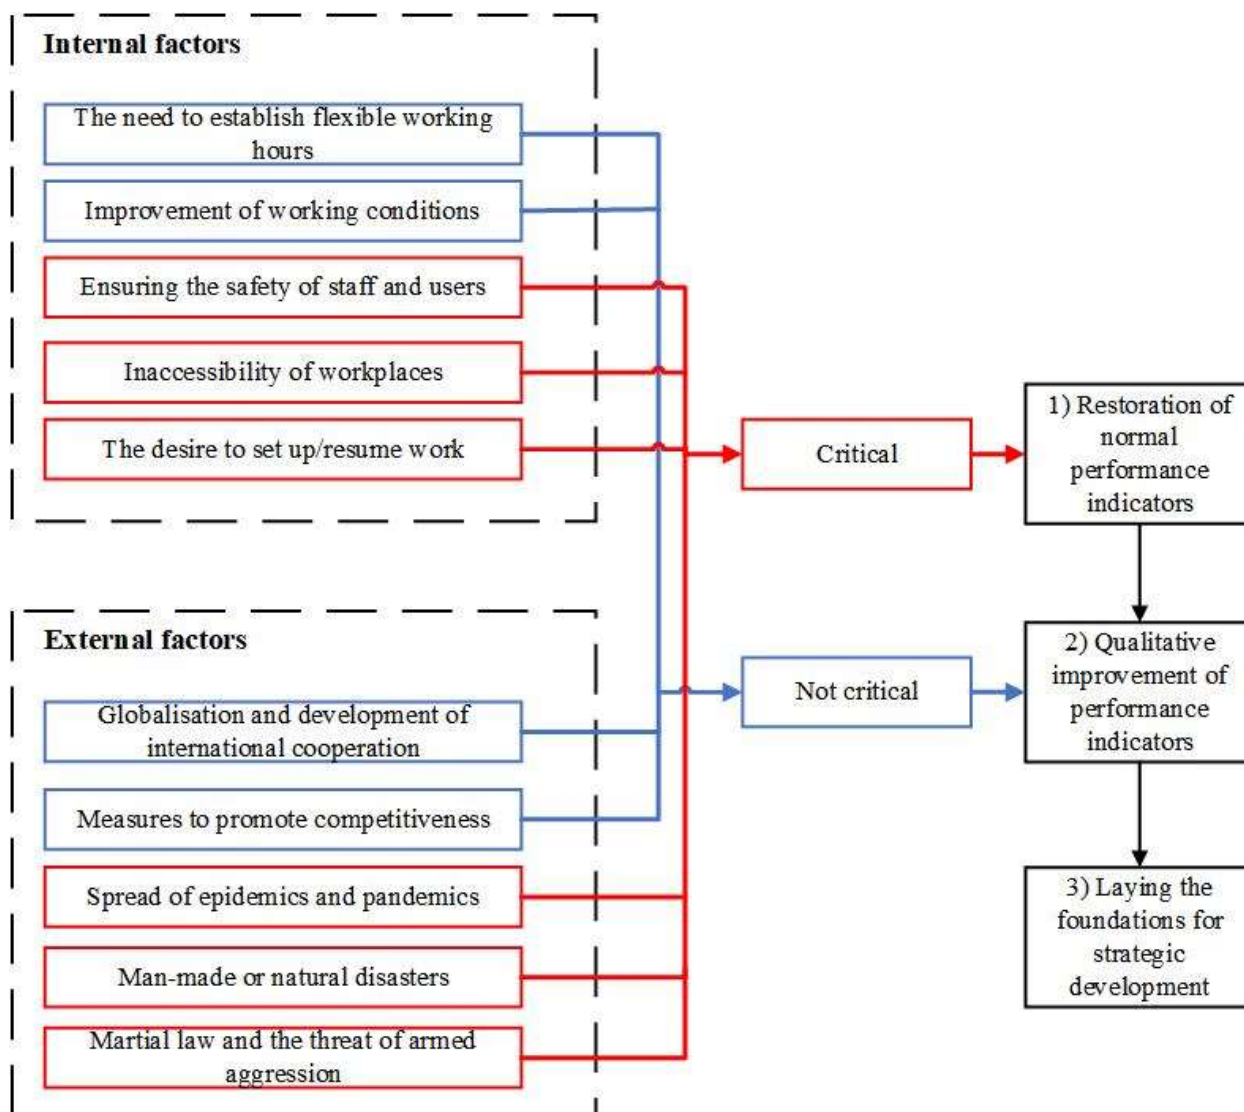 Internal factors
The need to establish flexible working
hours
Improvement of working conditions
Ensuring the safety of staff and users
Inaccessibility of workplaces
The desire to set up/resume work
Critical
1) Restoration of
normal
performance
indicators
External factors
Globalisation and development of
international cooperation
Measures to promote competitiveness
Spread of epidemics and pandemics
Man-made or natural disasters
Martial law and the threat of armed
aggression
Not critical
2) Qualitative
improvement of
performance
indicators
3) Laying the
foundations for
strategic
development